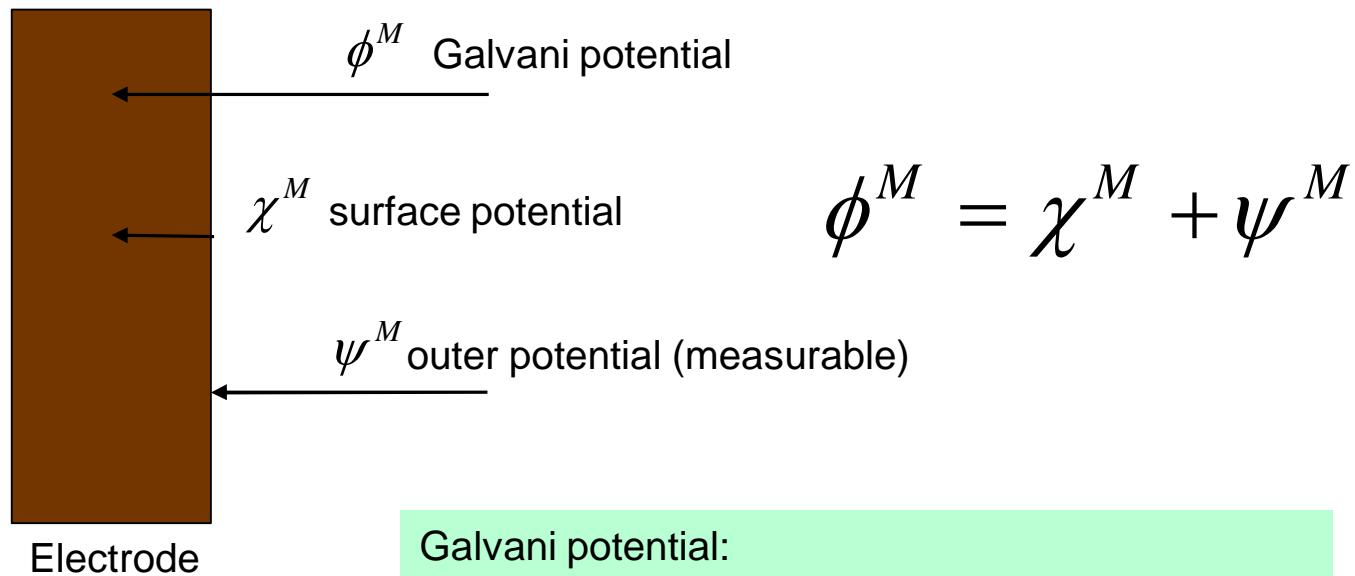 ϕ^M Galvani potential
χ^M surface potential
ϕ^M = χ^M + ψ^M
ψ^M outer potential (measurable)
Electrode
Galvani potential: